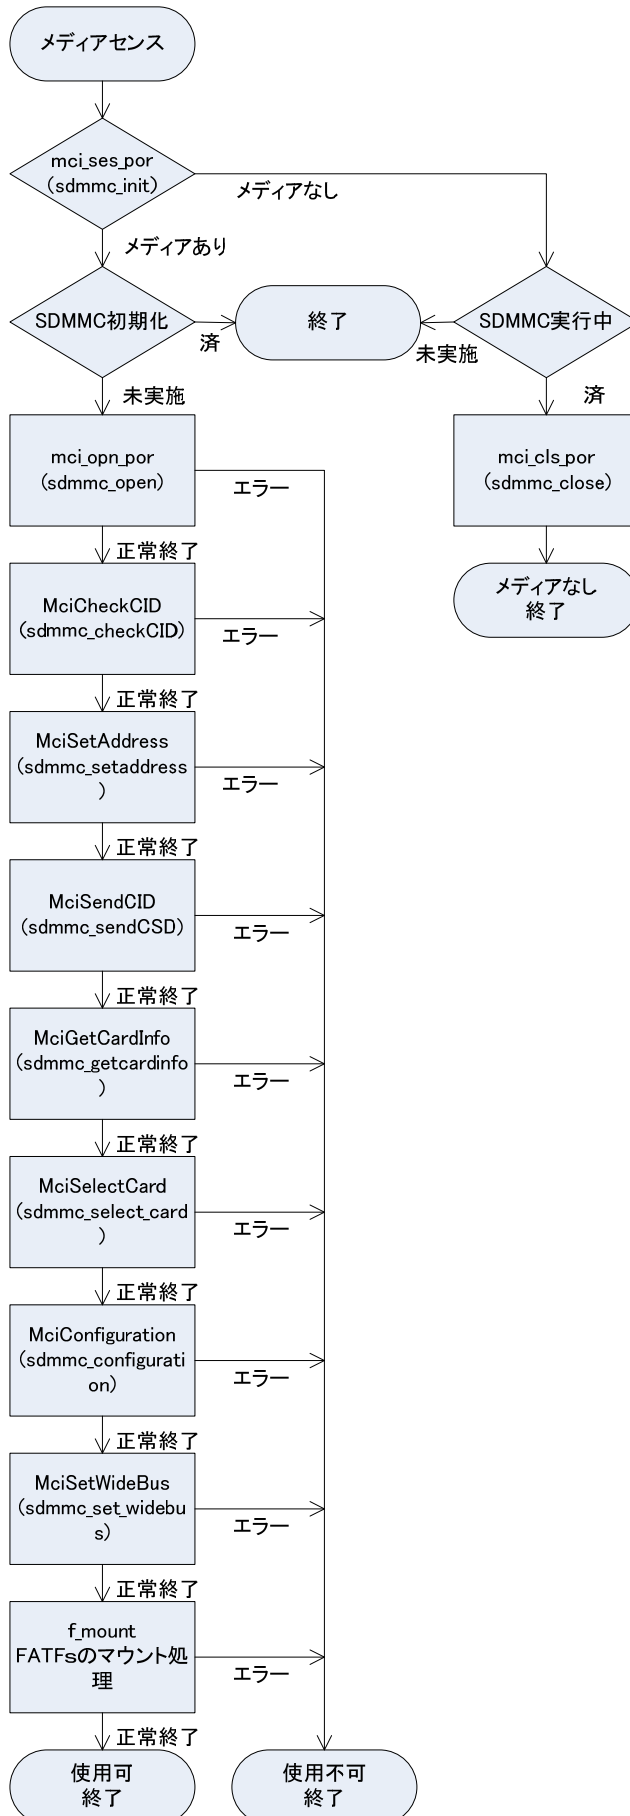 メディアセンス
mci_ses_por
(sdmmc_init)
メディアなし
メディアあり
SDMMC初期化
済
終了
未実施
SDMMC実行中
未実施
済
mci_opn_por
(sdmmc_open)
エラー
mci_cls_por
(sdmmc_close)
正常終了
メディアなし
終了
MciCheckCID
(sdmmc_checkCID)
エラー
正常終了
MciSetAddress
(sdmmc_setaddress
)
エラー
正常終了
MciSendCID
(sdmmc_sendCSD)
エラー
正常終了
MciGetCardInfo
(sdmmc_getcardinfo
)
エラー
正常終了
MciSelectCard
(sdmmc_select_card
)
エラー
正常終了
MciConfiguration
(sdmmc_configurati
on)
エラー
正常終了
MciSetWideBus
(sdmmc_set_widebu
s)
エラー
正常終了
f_mount
FATFsのマウント処
理
エラー
正常終了
使用可
終了
使用不可
終了